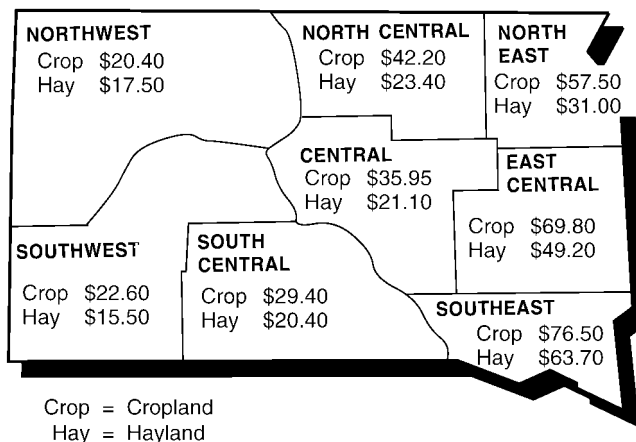 NORTHWEST
Crop $20.40
Hay $17.50
NORTH CENTRAL
Crop $42.20
Hay $23.40
NORTH
EAST
Crop $57.50
Hay $31.00
CENTRAL
Crop $35.95
Hay $21.10
EAST
CENTRAL
Crop $69.80
Hay $49.20
SOUTHWEST
Crop $22.60
Hay $15.50
SOUTH
CENTRAL
Crop $29.40
Hay $20.40
SOUTHEAST
Crop $76.50
Hay $63.70
Crop = Cropland
Hay = Hayland